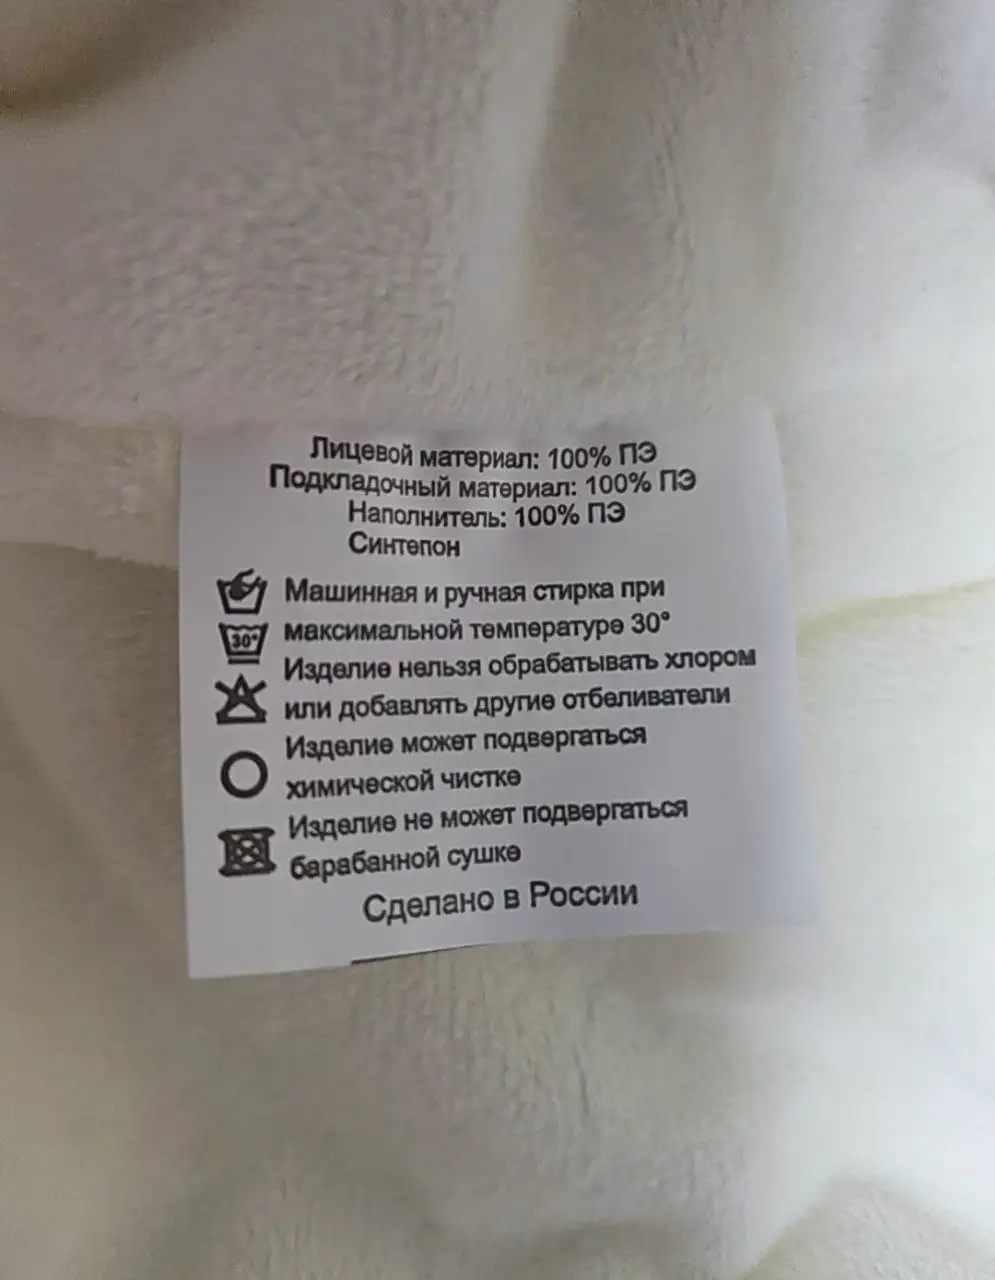 Лицевой материал: 100% ПЭ
Подкладочный материал: 100% ПЭ
Наполнитель: 100% ПЭ
Синтепон
Машинная и ручная стирка при
30° максимальной температуре 30°
Изделие нельзя обрабатывать хлором
или добавлять другие отбеливатели
Изделие может подвергаться
химической чистке
Изделие не может подвергаться
барабанной сушке
Сделано в России